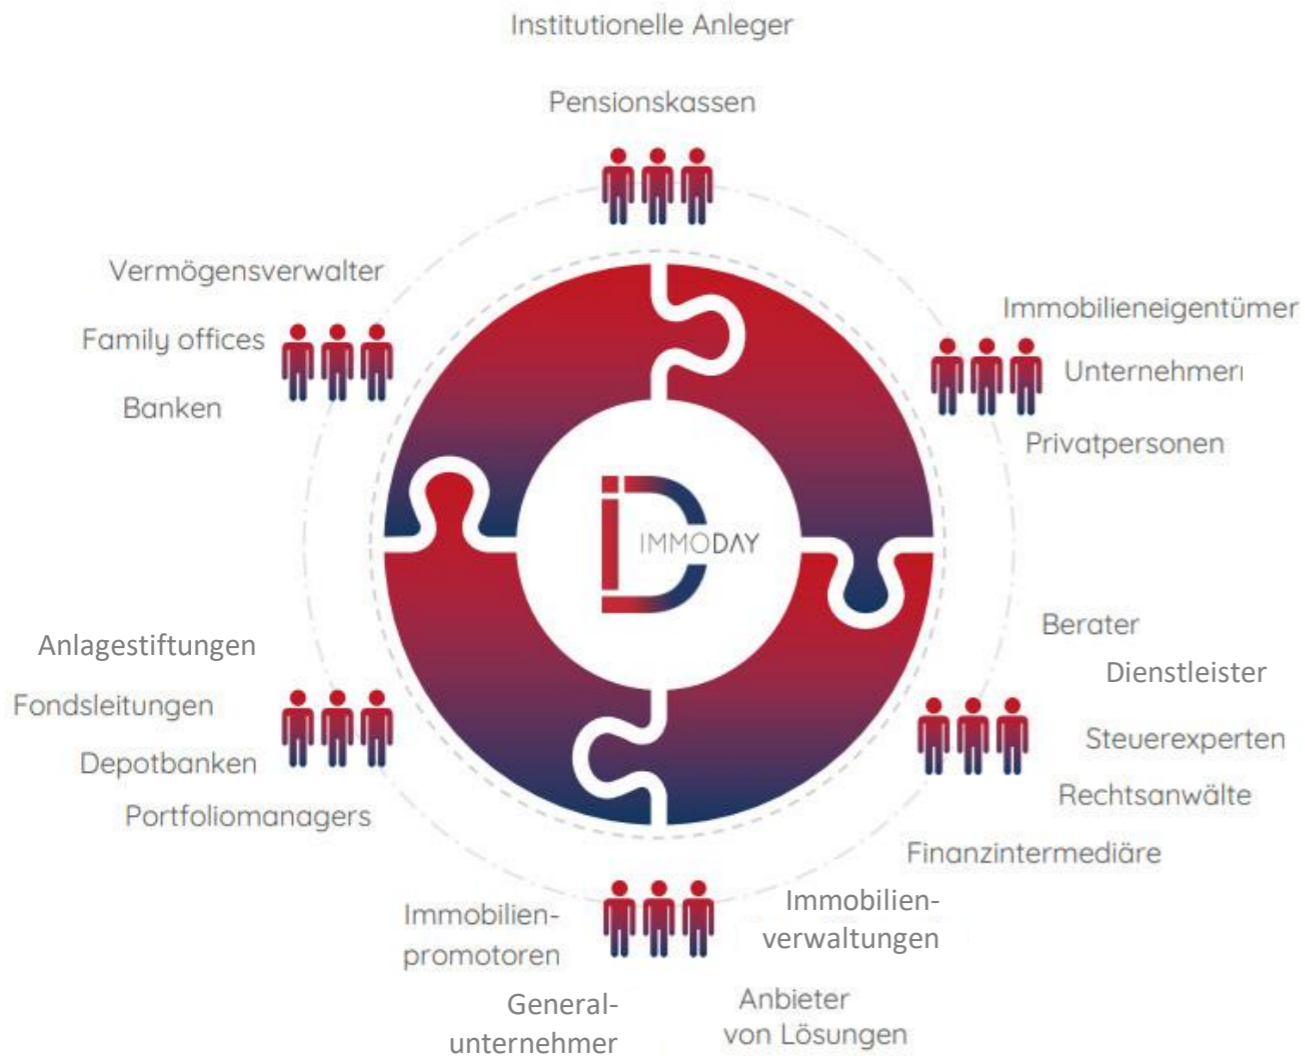 Institutionelle Anleger
Pensionskassen
Vermögensverwalter
Family offices
Banken
Immobilieneigentümer
Unternehmer
Privatpersonen
IMMODAY
Anlagestiftungen
Fondsleitungen
Depotbanken
Portfoliomanagers
Berater
Dienstleister
Steuerexperten
Rechtsanwälte
Finanzintermediäre
Immobilien-
promotoren
General-
unternehmer
Immobilien-
verwaltungen
Anbieter
von Lösungen